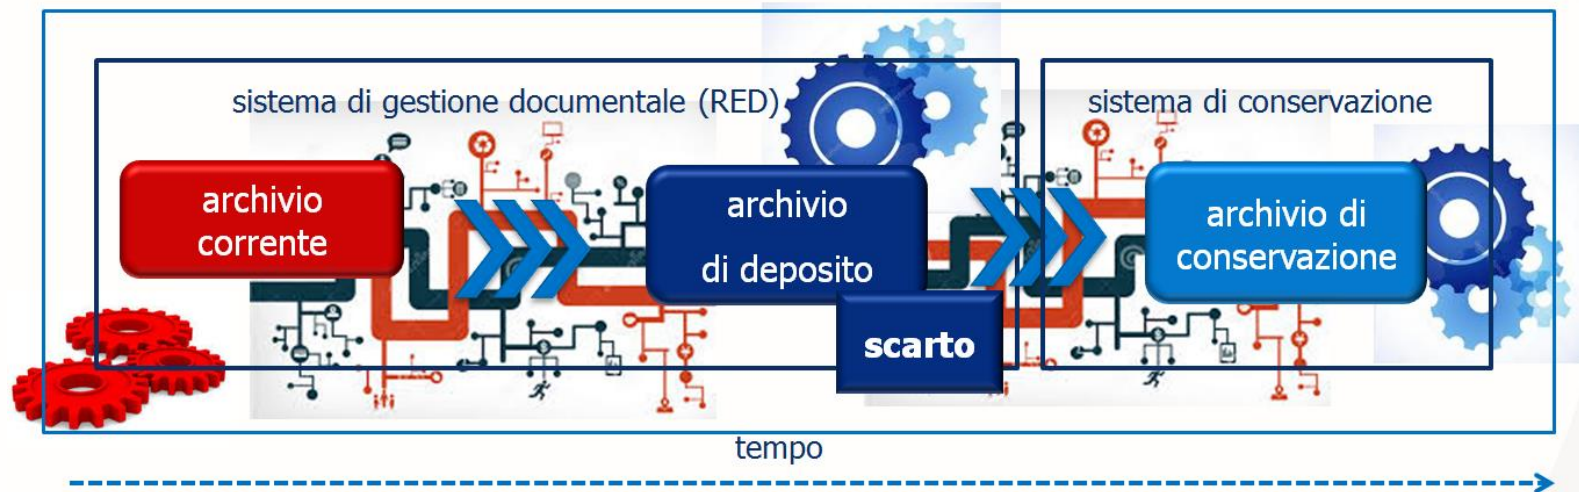 sistema di gestione documentale (RED)
sistema di conservazione
archivio
corrente
archivio
di deposito
scarto
archivio di
conservazione
tempo